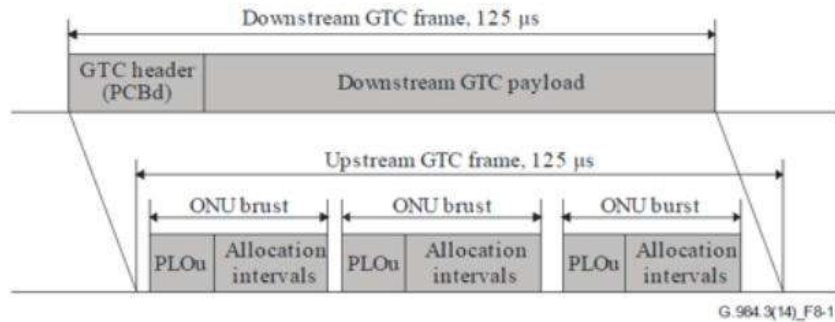 Downstream GTC frame, 125 μs
GTC header
(PCBd)
Downstream GTC payload
Upstream GTC frame, 125 μs
ONU brust
ONU brust
ONU burst
PLOu
Allocation
intervals
PLOu
Allocation
intervals
PLOu
Allocation
intervals
G.984.3(14)_F8-1